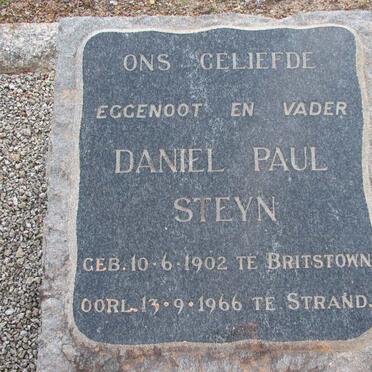 ONS GELIEFDE
EGGENOOT EN VADER
DANIEL PAUL
STEYN
GEB. 10·6·1902 TE BRITSTOWN
OORL. 13·9·1966 TE STRAND.